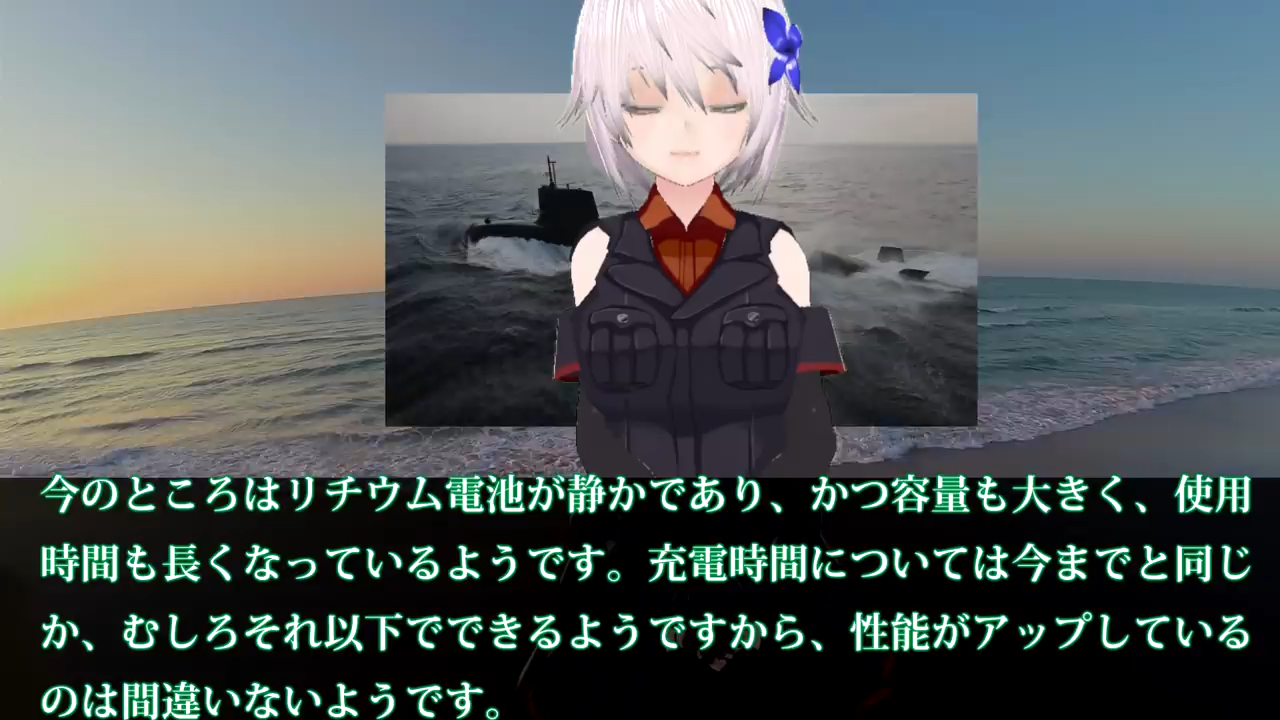 今のところはリチウム電池が静かであり、かつ容量も大きく、使用
時間も長くなっているようです。充電時間については今までと同じ
か、むしろそれ以下でできるようですから、性能がアップしている
のは間違いないようです。